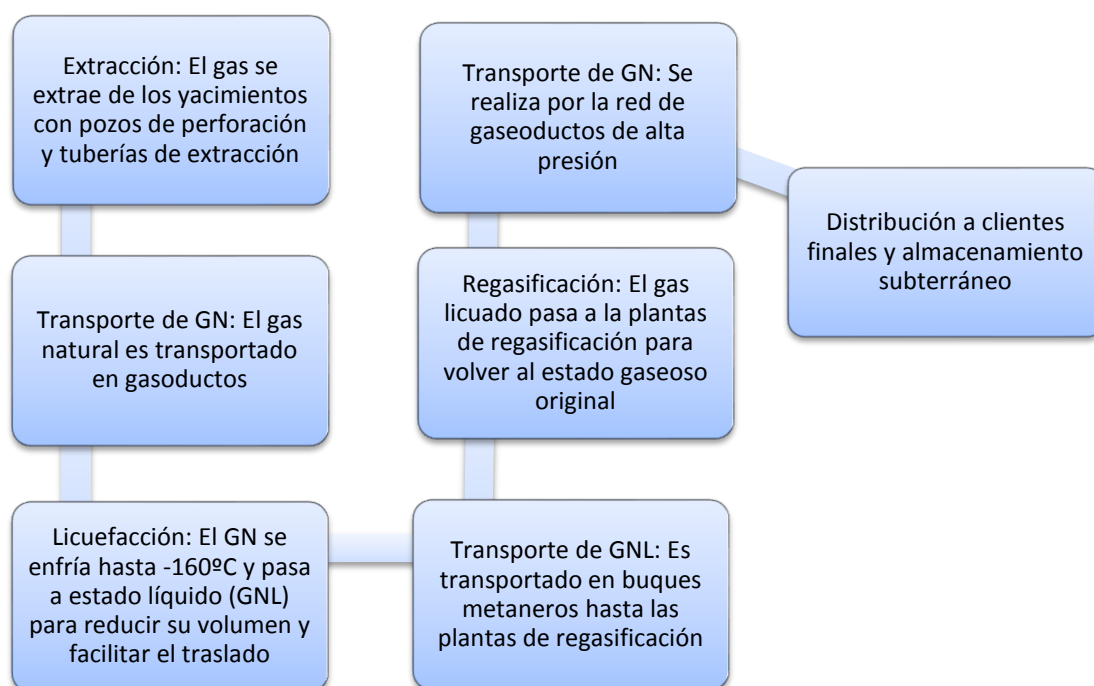 Extracción: El gas se
extrae de los yacimientos
con pozos de perforación
y tuberías de extracción
Transporte de GN: El gas
natural es transportado
en gasoductos
Licuefacción: El GN se
enfría hasta -160ºC y pasa
a estado líquido (GNL)
para reducir su volumen y
facilitar el traslado
Transporte de GNL: Es
transportado en buques
metaneros hasta las
plantas de regasificación
Regasificación: El gas
licuado pasa a la plantas
de regasificación para
volver al estado gaseoso
original
Transporte de GN: Se
realiza por la red de
gaseoductos de alta
presión
Distribución a clientes
finales y almacenamiento
subterráneo